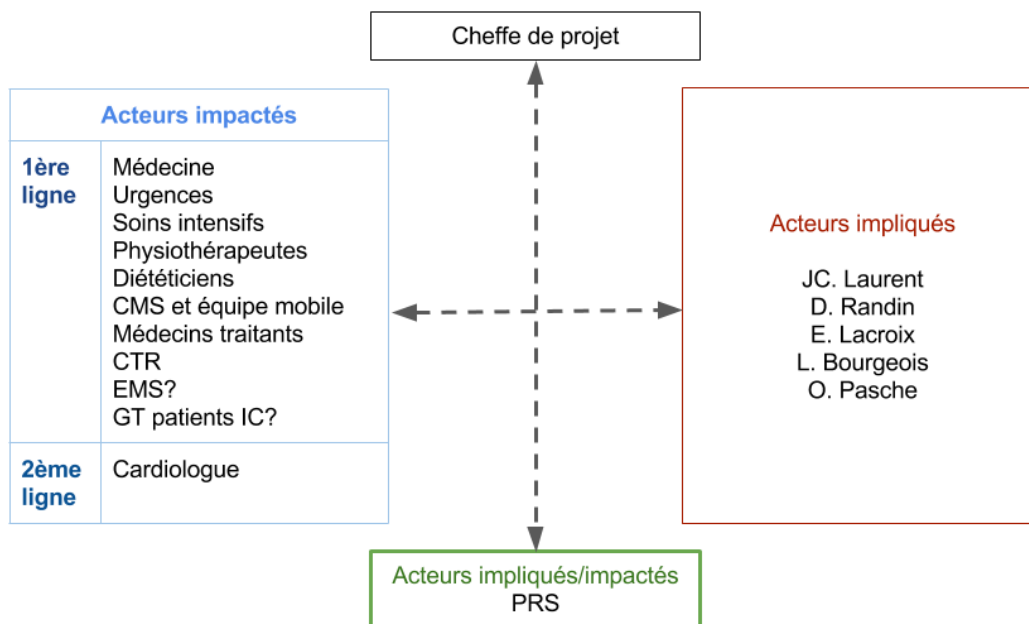 Cheffe de projet
Acteurs impactés
1ère
ligne
Médecine
Urgences
Soins intensifs
Physiothérapeutes
Diététiciens
CMS et équipe mobile
Médecins traitants
CTR
EMS?
GT patients IC?
2ème
ligne
Cardiologue
Acteurs impliqués
JC. Laurent
D. Randin
E. Lacroix
L. Bourgeois
O. Pasche
Acteurs impliqués/impactés
PRS